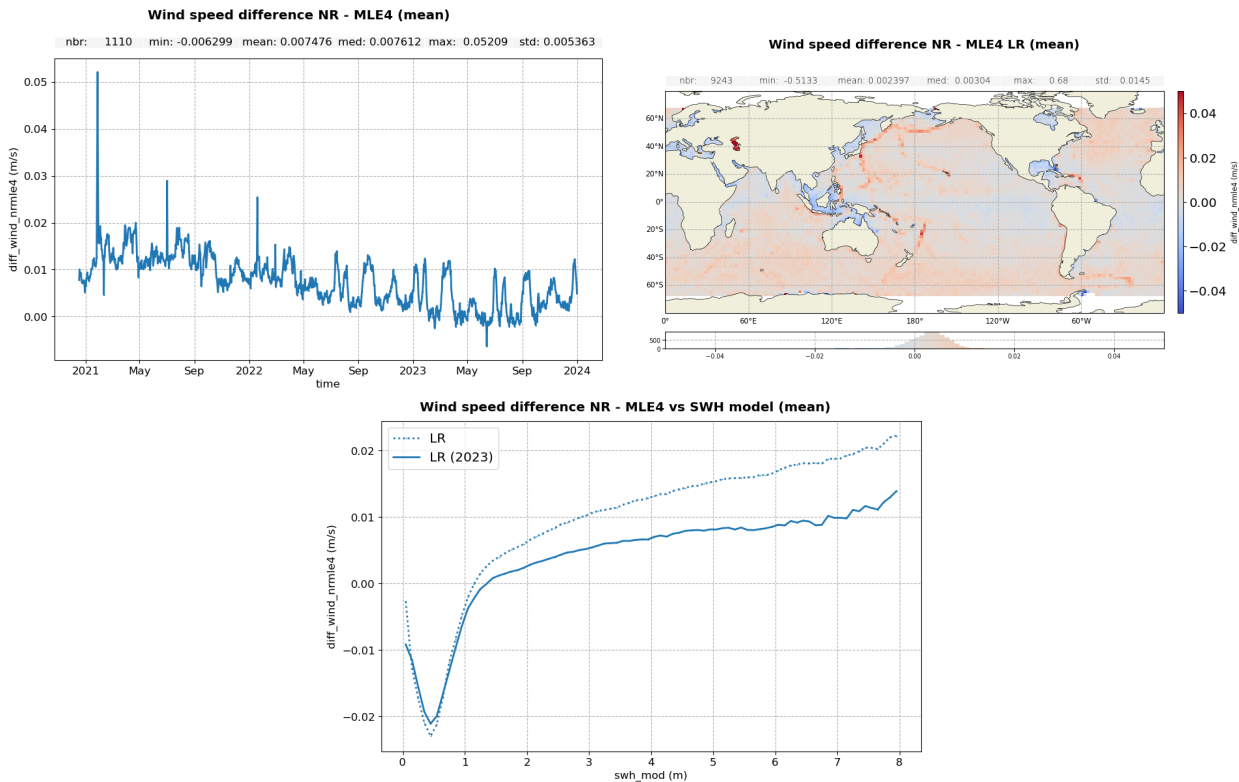 Wind speed difference NR - MLE4 (mean)
nbr: 1110 min: -0.006299 mean: 0.007476 med: 0.007612 max: 0.05209 std: 0.005363
0.05
0.04
0.03
0.02
0.01
0.00
diff_wind_nrmle4 (m/s)
2021 May Sep 2022 May Sep 2023 May Sep 2024
time
Wind speed difference NR - MLE4 LR (mean)
nbr: 9243 min: -0.5133 mean: 0.002397 med: 0.00304 max: 0.68 std: 0.0145
60°N
40°N
20°N
0°
20°S
40°S
60°S
0° 60°E 120°E 180° 120°W 60°W
0.04
0.02
0.00
−0.02
−0.04
diff_wind_nrmle4 (m/s)
500
0
−0.04 −0.02 0.00 0.02 0.04
Wind speed difference NR - MLE4 vs SWH model (mean)
LR
LR (2023)
0.02
0.01
0.00
−0.01
−0.02
diff_wind_nrmle4 (m/s)
0 1 2 3 4 5 6 7 8
swh_mod (m)